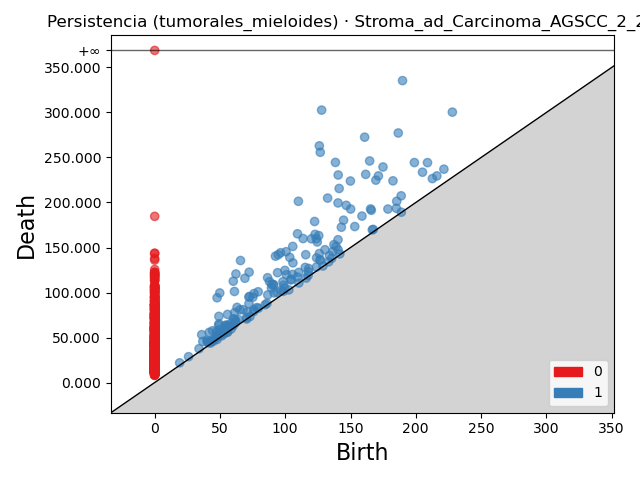 Persistencia (tumorales_mieloides) · Stroma_ad_Carcinoma_AGSCC_2_2
+∞
350.000
300.000
250.000
200.000
150.000
100.000
50.000
0.000
Death
0
1
0 50 100 150 200 250 300 350
Birth